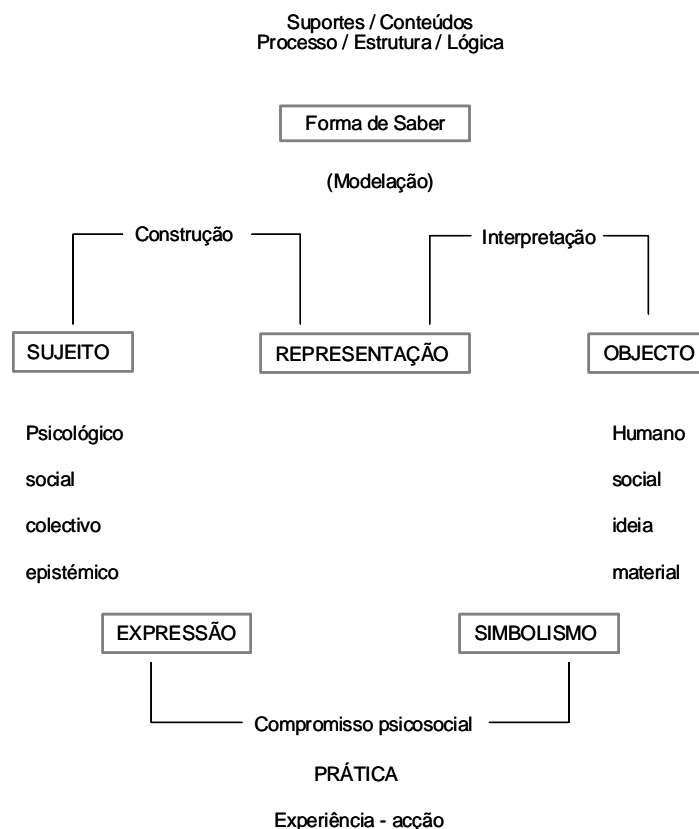 Suportes / Conteúdos
Processo / Estrutura / Lógica
Forma de Saber
(Modelação)
Construção
Interpretação
SUJEITO
REPRESENTAÇÃO
OBJECTO
Psicológico
Humano
social
social
colectivo
ideia
epistémico
material
EXPRESSÃO
SIMBOLISMO
Compromisso psicosocial
PRÁTICA
Experiência - acção